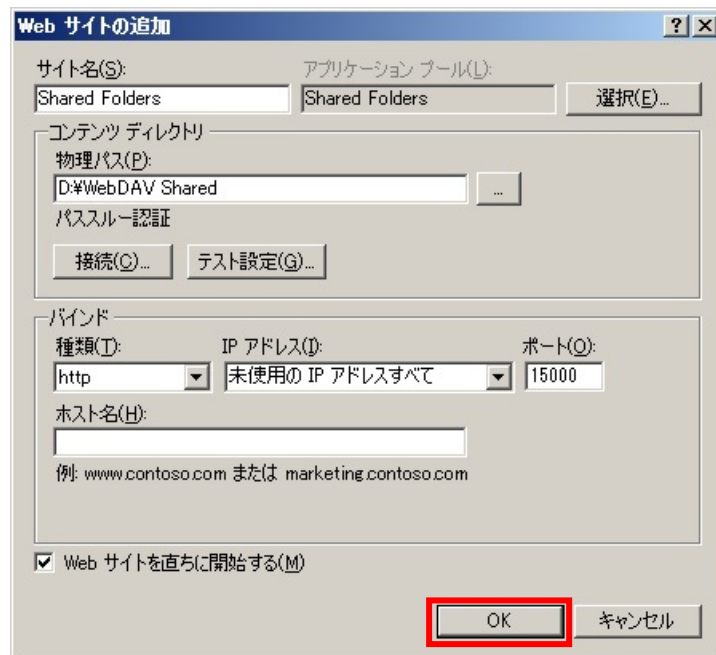 Web サイトの追加
サイト名(S): アプリケーション プール(L):
Shared Folders Shared Folders 選択(E)...
コンテンツ ディレクトリ
物理パス(P):
D:¥WebDAV Shared ...
パススルー認証
接続(C)... テスト設定(G)...
バインド
種類(T): IP アドレス(I): ポート(O):
http 未使用の IP アドレスすべて 15000
ホスト名(H):
例: www.contoso.com または marketing.contoso.com
Web サイトを直ちに開始する(M)
OK キャンセル